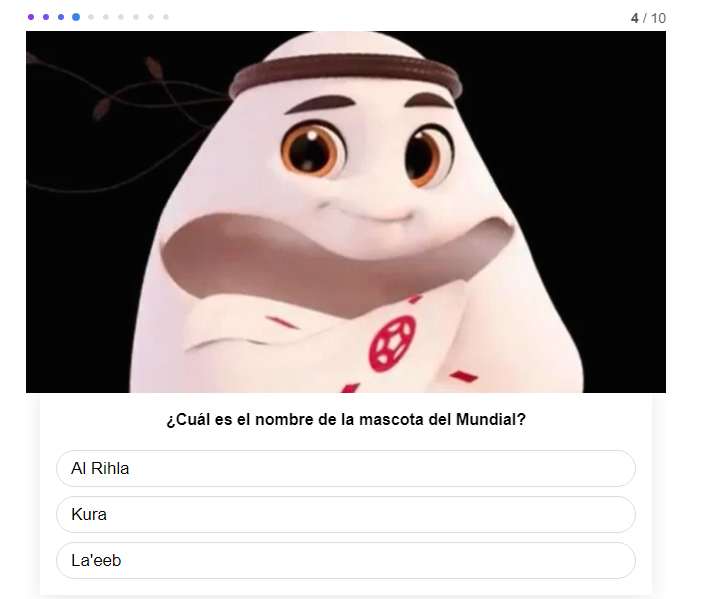 4 / 10
¿Cuál es el nombre de la mascota del Mundial?
Al Rihla
Kura
La'eeb